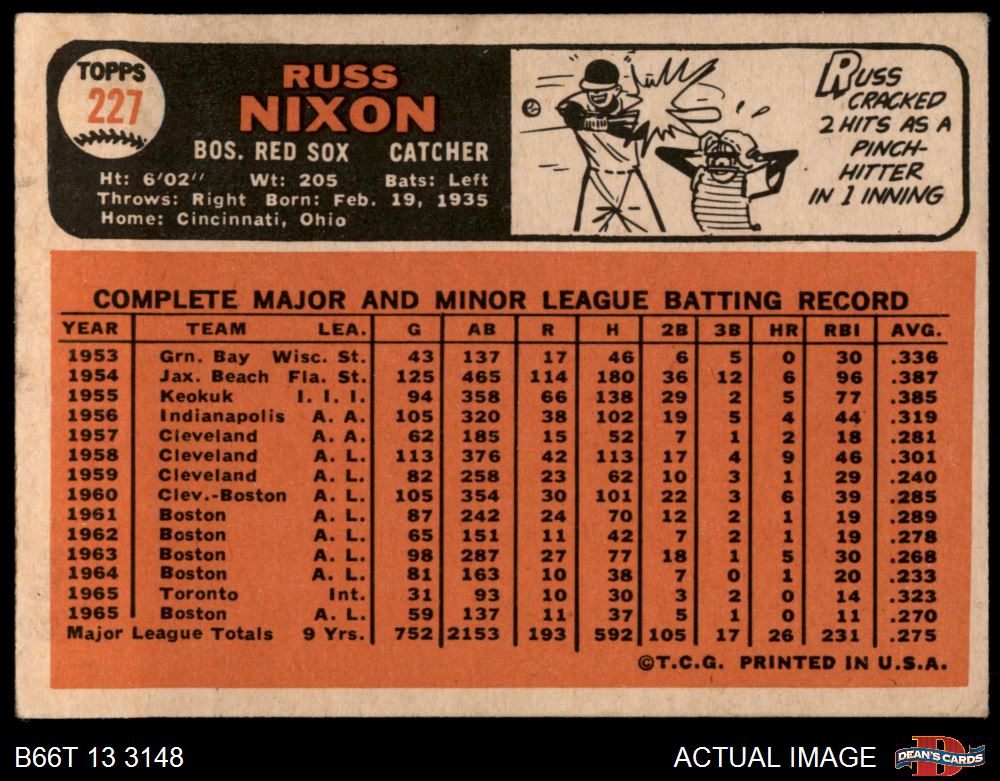 TOPPS
227
RUSS
NIXON
BOS. RED SOX CATCHER
Ht: 6'02" Wt: 205 Bats: Left
Throws: Right Born: Feb. 19, 1935
Home: Cincinnati, Ohio
RUSS
CRACKED
2 HITS AS A
PINCH-
HITTER
IN 1 INNING
COMPLETE MAJOR AND MINOR LEAGUE BATTING RECORD
YEAR TEAM LEA. G AB R H 2B 3B HR RBI AVG.
1953 Grn. Bay Wisc. St. 43 137 17 46 6 5 0 30 .336
1954 Jax. Beach Fla. St. 125 465 114 180 36 12 6 96 .387
1955 Keokuk I. I. I. 94 358 66 138 29 2 5 77 .385
1956 Indianapolis A. A. 105 320 38 102 19 5 4 44 .319
1957 Cleveland A. A. 62 185 15 52 7 1 2 18 .281
1958 Cleveland A. L. 113 376 42 113 17 4 9 46 .301
1959 Cleveland A. L. 82 258 23 62 10 3 1 29 .240
1960 Clev.-Boston A. L. 105 354 30 101 22 3 6 39 .285
1961 Boston A. L. 87 242 24 70 12 2 1 19 .289
1962 Boston A. L. 65 151 11 42 7 2 1 19 .278
1963 Boston A. L. 98 287 27 77 18 1 5 30 .268
1964 Boston A. L. 81 163 10 38 7 0 1 20 .233
1965 Toronto Int. 31 93 10 30 3 2 0 14 .323
1965 Boston A. L. 59 137 11 37 5 1 0 11 .270
Major League Totals 9 Yrs. 752 2153 193 592 105 17 26 231 .275
©T.C.G. PRINTED IN U.S.A.
B66T 13 3148 ACTUAL IMAGE D DEAN'S CARDS